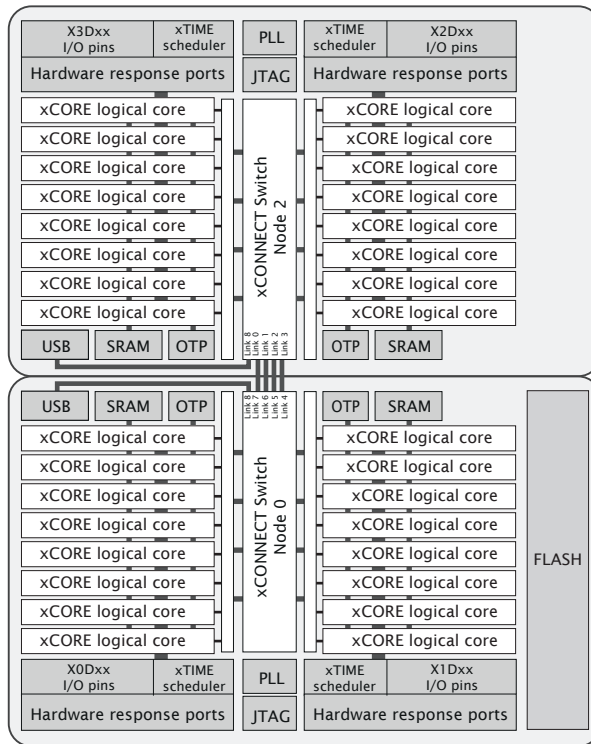 X3Dxx
I/O pins
xTIME
scheduler
PLL
xTIME
scheduler
X2Dxx
I/O pins
Hardware response ports
JTAG
Hardware response ports
xCORE logical core
xCORE logical core
xCORE logical core
xCORE logical core
xCORE logical core
xCORE logical core
xCORE logical core
xCORE logical core
xCONNECT Switch
Node 2
xCORE logical core
xCORE logical core
xCORE logical core
xCORE logical core
xCORE logical core
xCORE logical core
xCORE logical core
xCORE logical core
USB
SRAM
OTP
Link 8
Link 0
Link 1
Link 2
Link 3
OTP
SRAM
USB
SRAM
OTP
Link 8
Link 7
Link 6
Link 5
Link 4
OTP
SRAM
xCORE logical core
xCORE logical core
xCORE logical core
xCORE logical core
xCORE logical core
xCORE logical core
xCORE logical core
xCORE logical core
xCONNECT Switch
Node 0
xCORE logical core
xCORE logical core
xCORE logical core
xCORE logical core
xCORE logical core
xCORE logical core
xCORE logical core
xCORE logical core
FLASH
X0Dxx
I/O pins
xTIME
scheduler
PLL
xTIME
scheduler
X1Dxx
I/O pins
Hardware response ports
JTAG
Hardware response ports